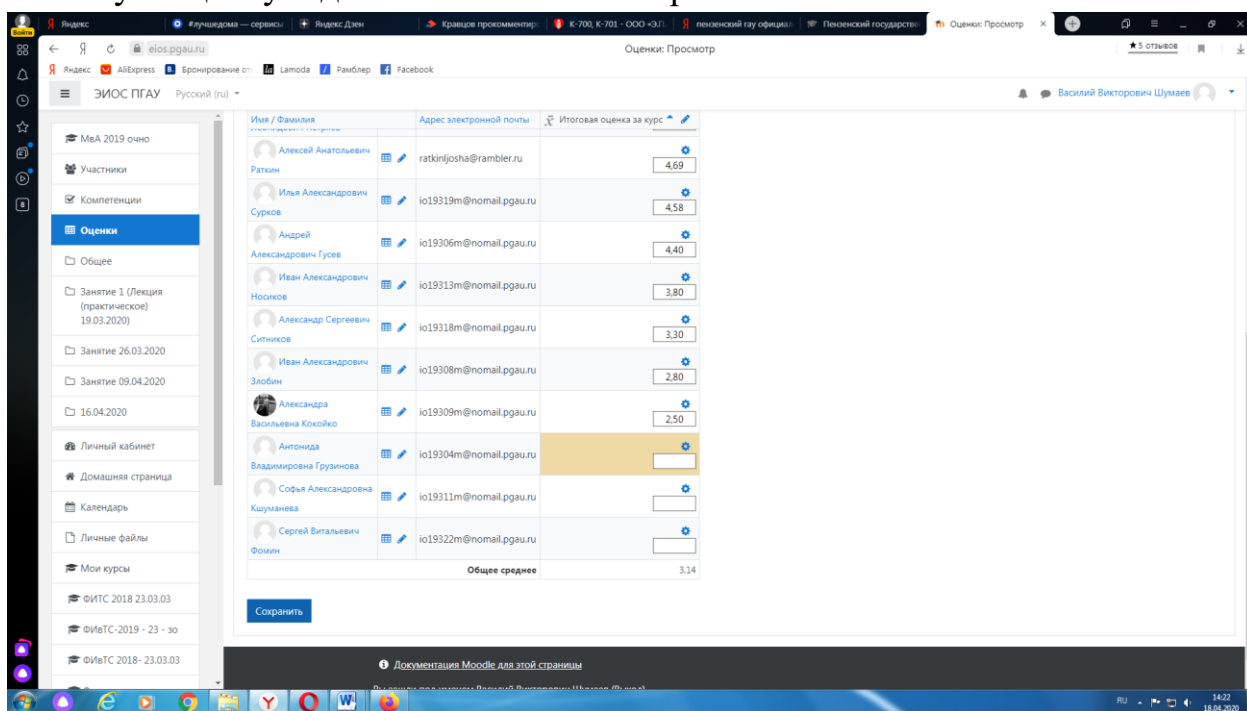 Яндекс #лучшедома — сервисы Яндекс Дзен Кравцов прокомментир К-700, К-701 - ООО «ЭЛ пензенский гау официал Пензенский государстве Оценки: Просмотр
Войти
eios.pgau.ru Оценки: Просмотр ★5 отзывов
Яндекс AliExpress Бронирование от Lamoda Рамблер Facebook
ЭИОС ПГАУ Русский (ru) Василий Викторович Шумаев
Имя / Фамилия Адрес электронной почты Итоговая оценка за курс
МвА 2019 очно
Участники
Компетенции
Оценки
Общее
Занятие 1 (Лекция
(практическое)
19.03.2020)
Занятие 26.03.2020
Занятие 09.04.2020
16.04.2020
Личный кабинет
Домашняя страница
Календарь
Личные файлы
Мои курсы
ФИТС 2018 23.03.03
ФИвТС-2019 - 23 - зо
ФИвТС 2018- 23.03.03
Алексей Анатольевич
Раткин ratkinljosha@rambler.ru 4,69
Илья Александрович
Сурков io19319m@nomail.pgau.ru 4,58
Андрей
Александрович Гусев io19306m@nomail.pgau.ru 4,40
Иван Александрович
Носиков io19313m@nomail.pgau.ru 3,80
Александр Сергеевич
Ситников io19318m@nomail.pgau.ru 3,30
Иван Александрович
Злобин io19308m@nomail.pgau.ru 2,80
Александра
Васильевна Кокойко io19309m@nomail.pgau.ru 2,50
Антонида
Владимировна Грузинова io19304m@nomail.pgau.ru
Софья Александровна
Кшуманева io19311m@nomail.pgau.ru
Сергей Витальевич
Фомин io19322m@nomail.pgau.ru
Общее среднее 3,14
Сохранить
Документация Moodle для этой страницы
RU 14:22
18.04.2020